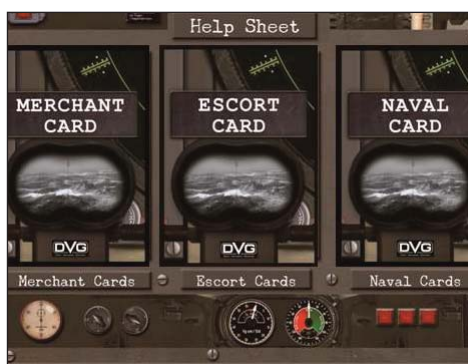 Help Sheet
MERCHANT
CARD
ESCORT
CARD
NAVAL
CARD
DVG
DVG
DVG
Merchant Cards
Escort Cards
Naval Cards